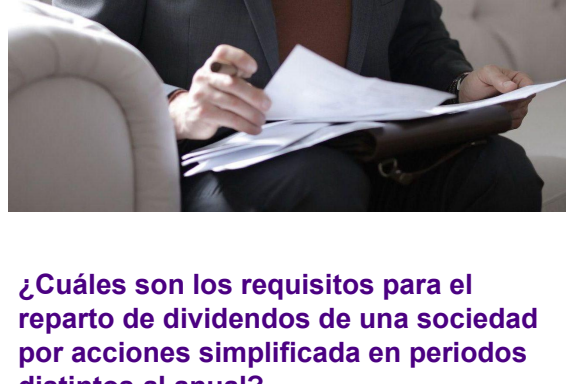 ¿Cuáles son los requisitos para el
reparto de dividendos de una sociedad
por acciones simplificada en periodos
distintos al anual?